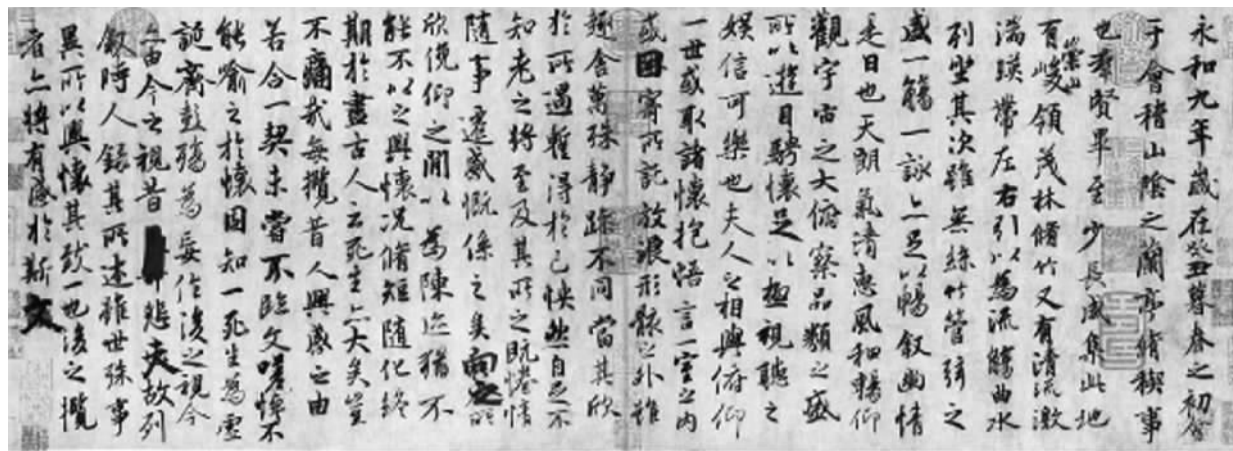 永和九年歲在癸丑暮春之初會
于會稽山陰之蘭亭脩稧事
也羣賢畢至少長咸集此地
有崇山峻領茂林脩竹又有清流激
湍暎帶左右引以為流觴曲水
列坐其次雖無絲竹管弦之
盛一觴一詠亦足以暢敘幽情
是日也天朗氣清惠風和暢仰
觀宇宙之大俯察品類之盛
所以遊目騁懷足以極視聽之
娛信可樂也夫人之相與俯仰
一世或取諸懷抱悟言一室之內
或因寄所託放浪形骸之外雖
趣舍萬殊靜躁不同當其欣
於所遇暫得於己怏然自足不
知老之將至及其所之既惓情
隨事遷感慨係之矣向之所
欣俛仰之閒以為陳迹猶不
能不以之興懷況脩短隨化終
期於盡古人云死生亦大矣豈
不痛哉每攬昔人興感之由
若合一契未嘗不臨文嗟悼不
能喻之於懷固知一死生為虛
誕齊彭殤為妄作後之視今
亦由今之視昔悲夫故列
敘時人錄其所述雖世殊事
異所以興懷其致一也後之攬
者亦將有感於斯文